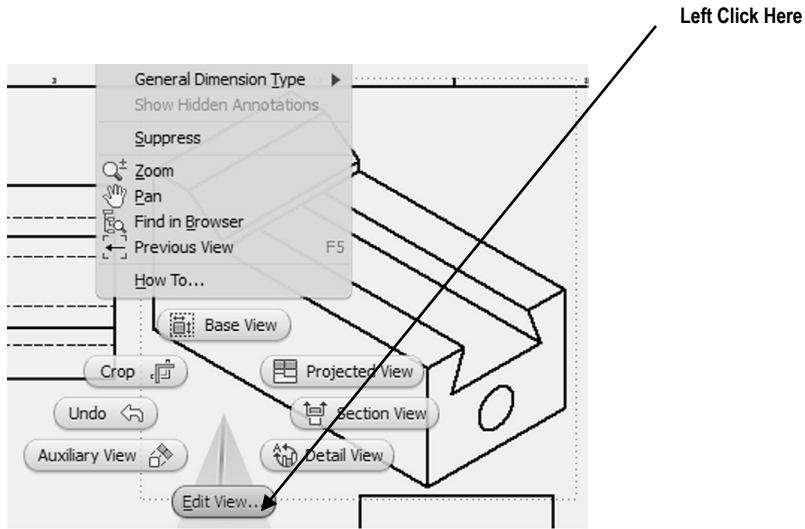 Left Click Here
General Dimension Type
Show Hidden Annotations
Suppress
Zoom
Pan
Find in Browser
Previous View F5
How To...
Base View
Crop
Projected View
Undo
Section View
Auxiliary View
Detail View
Edit View...